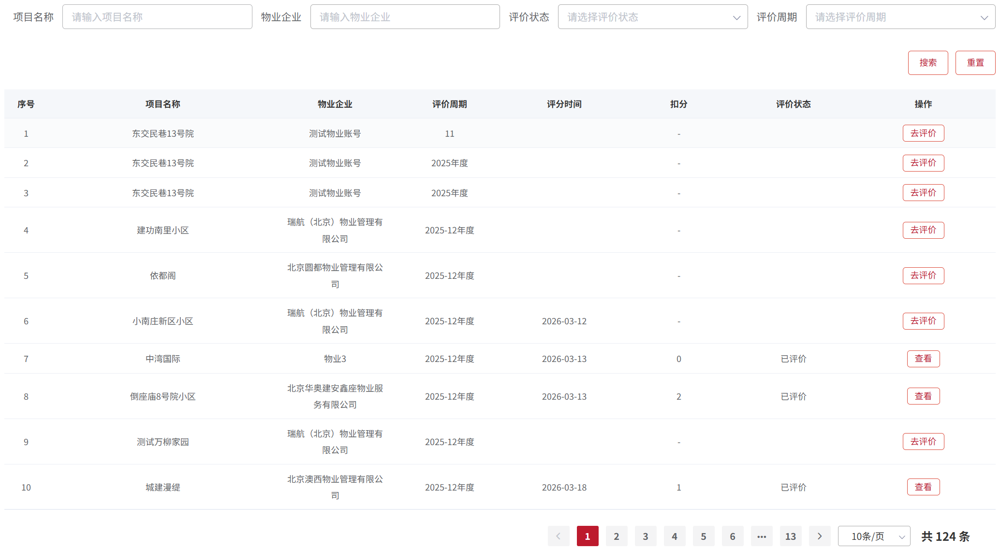 项目名称 请输入项目名称 物业企业 请输入物业企业 评价状态 请选择评价状态 评价周期 请选择评价周期
搜索 重置
序号 项目名称 物业企业 评价周期 评分时间 扣分 评价状态 操作
1 东交民巷13号院 测试物业账号 11 - 去评价
2 东交民巷13号院 测试物业账号 2025年度 - 去评价
3 东交民巷13号院 测试物业账号 2025年度 - 去评价
4 建功南里小区 瑞航（北京）物业管理有 2025-12年度 - 去评价
限公司
5 依都阁 北京圆都物业管理有限公 2025-12年度 - 去评价
司
6 小南庄新区小区 瑞航（北京）物业管理有 2025-12年度 2026-03-12 - 去评价
限公司
7 中湾国际 物业3 2025-12年度 2026-03-13 0 已评价 查看
8 倒座庙8号院小区 北京华奥建安鑫座物业服 2025-12年度 2026-03-13 2 已评价 查看
务有限公司
9 测试万柳家园 瑞航（北京）物业管理有 2025-12年度 - 去评价
限公司
10 城建漫缇 北京澳西物业管理有限公 2025-12年度 2026-03-18 1 已评价 查看
司
1 2 3 4 5 6 ••• 13 10条/页 共 124 条